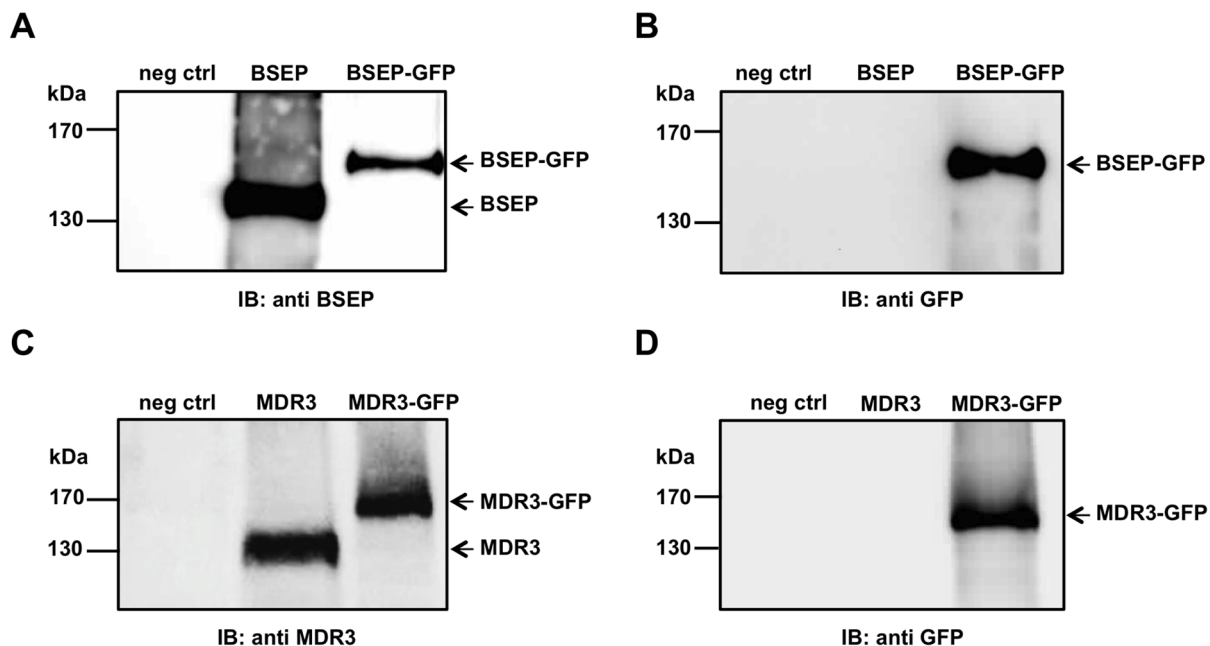 A
neg ctrl BSEP BSEP-GFP
kDa
170
130
BSEP-GFP
BSEP
IB: anti BSEP
B
neg ctrl BSEP BSEP-GFP
kDa
170
130
BSEP-GFP
IB: anti GFP
C
neg ctrl MDR3 MDR3-GFP
kDa
170
130
MDR3-GFP
MDR3
IB: anti MDR3
D
neg ctrl MDR3 MDR3-GFP
kDa
170
130
MDR3-GFP
IB: anti GFP